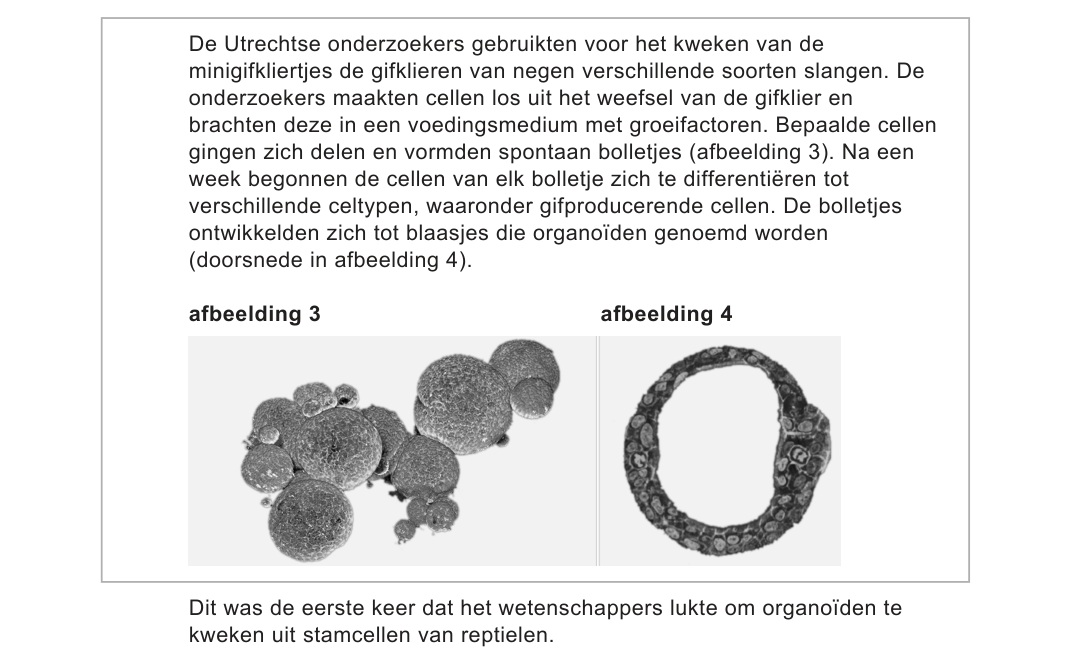 De Utrechtse onderzoekers gebruikten voor het kweken van de
minigifkliertjes de gifklieren van negen verschillende soorten slangen. De
onderzoekers maakten cellen los uit het weefsel van de gifklier en
brachten deze in een voedingsmedium met groeifactoren. Bepaalde cellen
gingen zich delen en vormden spontaan bolletjes (afbeelding 3). Na een
week begonnen de cellen van elk bolletje zich te differentiëren tot
verschillende celtypen, waaronder gifproducerende cellen. De bolletjes
ontwikkelden zich tot blaasjes die organoïden genoemd worden
(doorsnede in afbeelding 4).
afbeelding 3
afbeelding 4
Dit was de eerste keer dat het wetenschappers lukte om organoïden te
kweken uit stamcellen van reptielen.